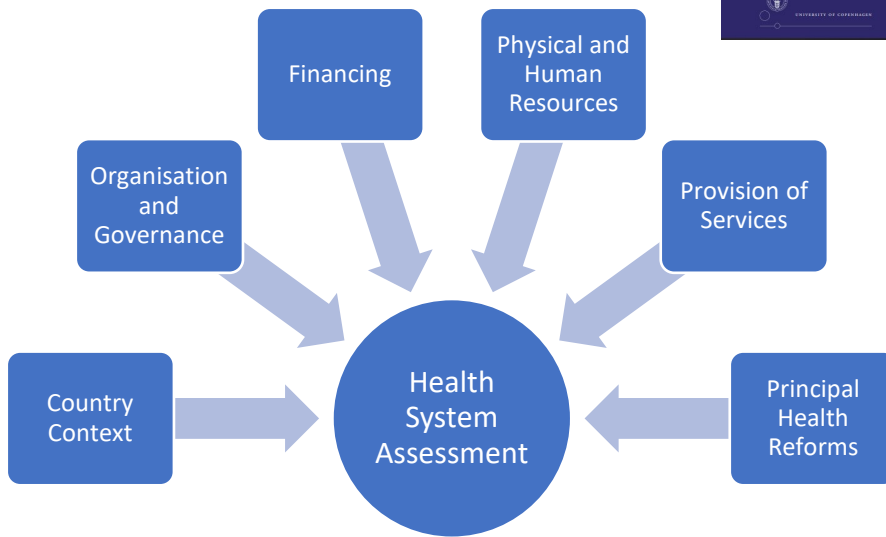 UNIVERSITY OF COPENHAGEN
Financing
Physical and
Human
Resources
Organisation
and
Governance
Provision of
Services
Country
Context
Health
System
Assessment
Principal
Health
Reforms